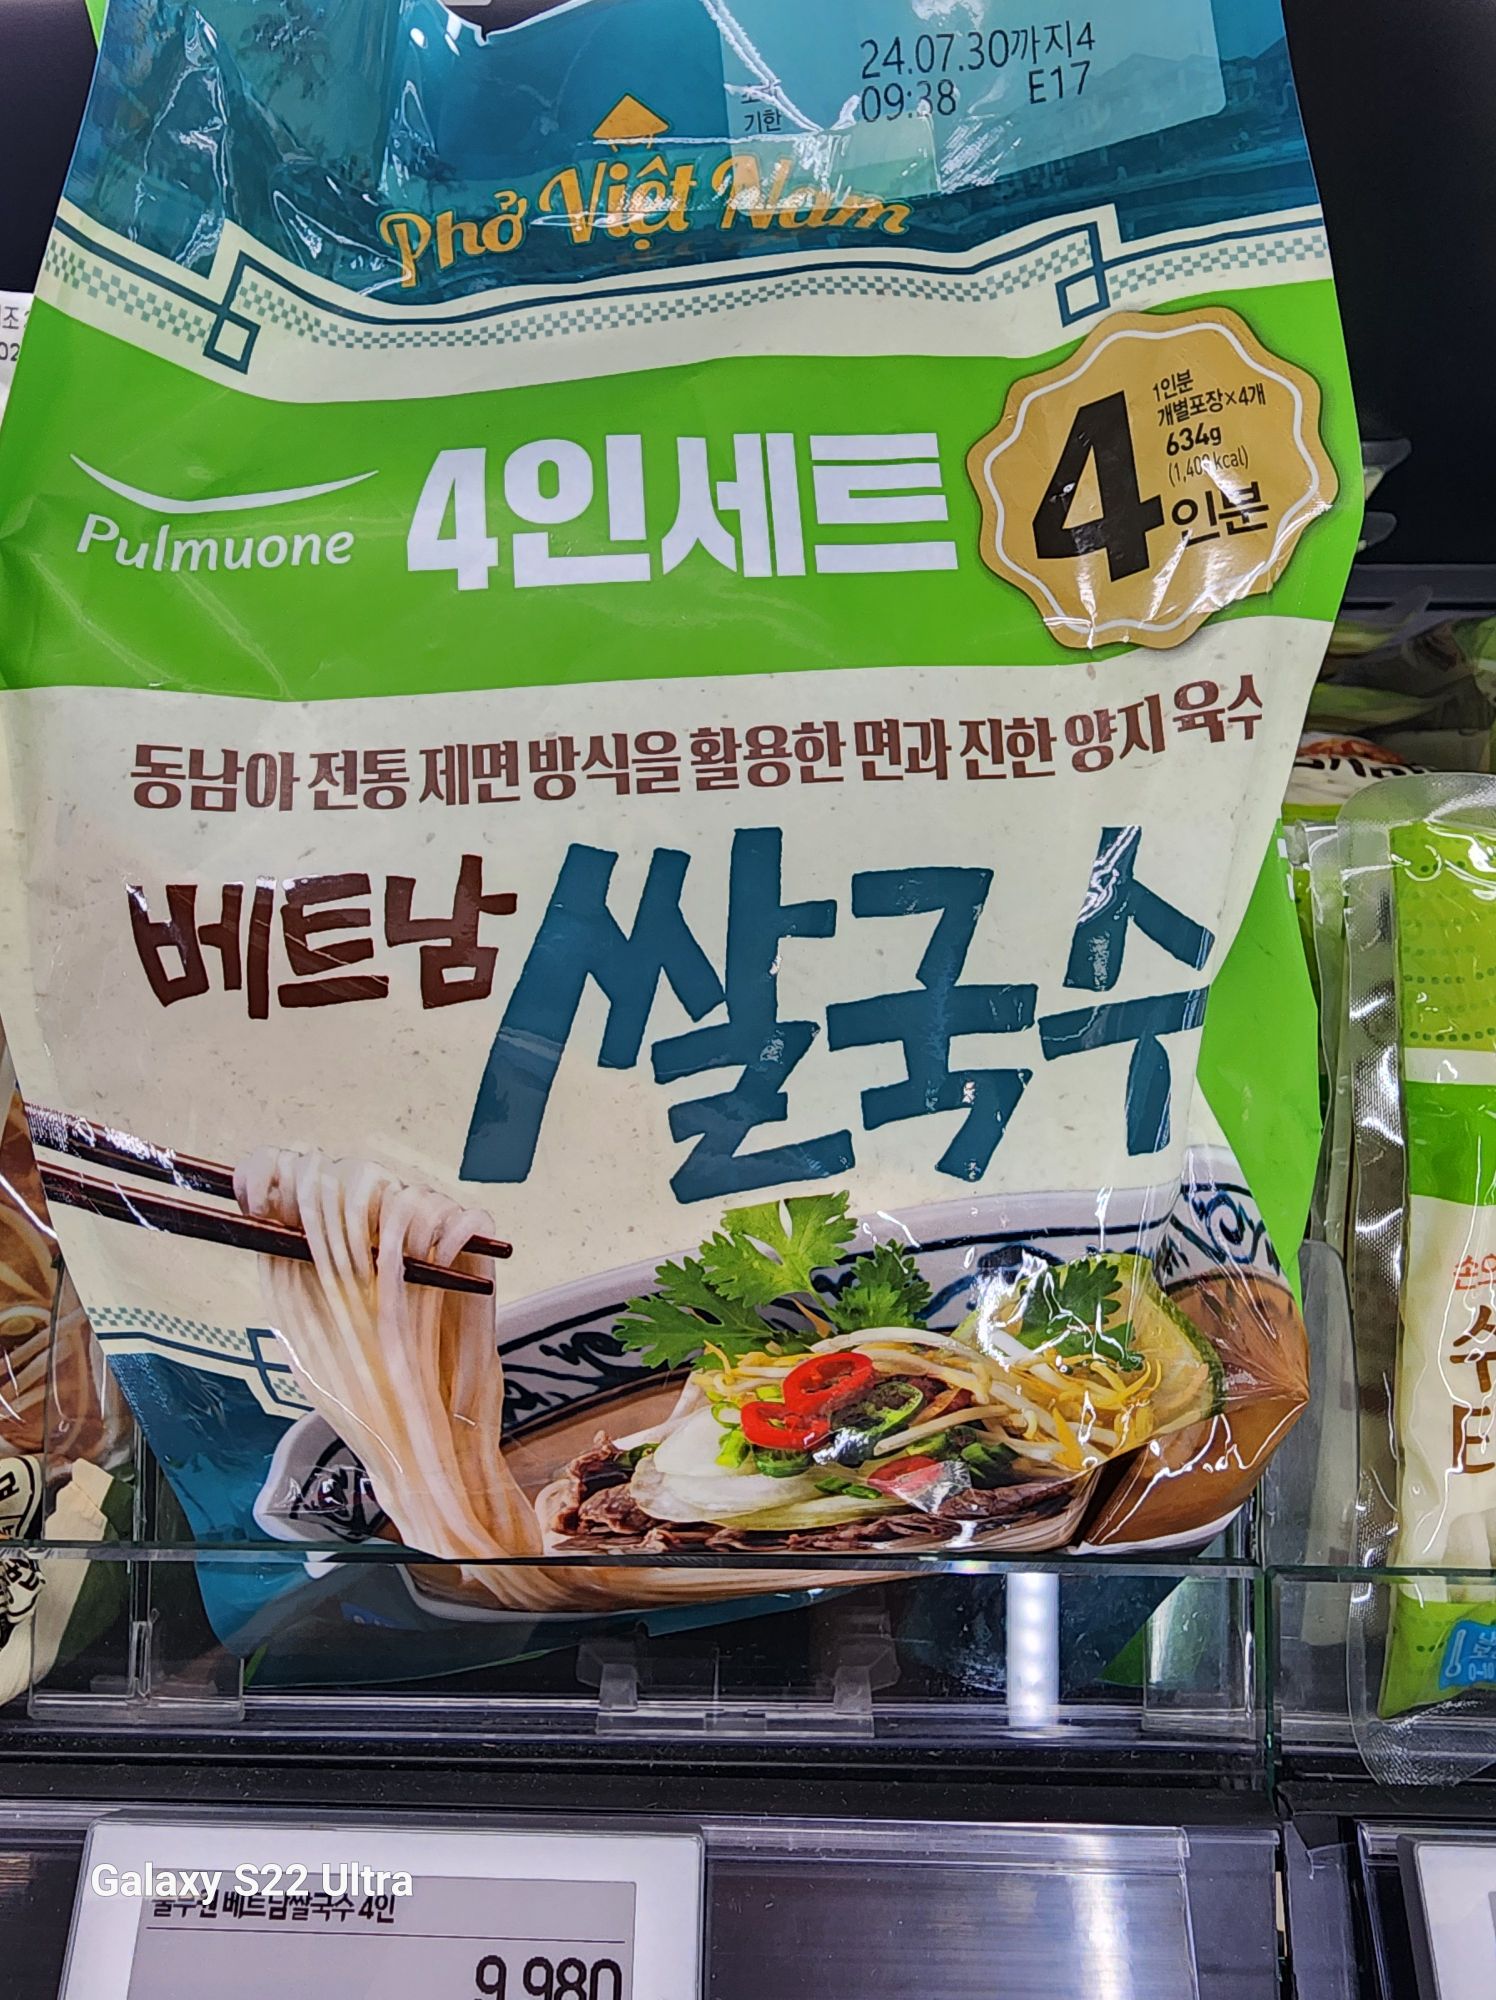 24.07.30까지4
기한
09:38 E17
Phở Việt Nam
Pulmuone
4인세트
1인분
개별포장×4개
634g
4
인분
동남아 전통 제면 방식을 활용한 면과 진한 양지 육수
베트남
쌀국수
Galaxy S22 Ultra
풀무원 베트남쌀국수 4인
9,980